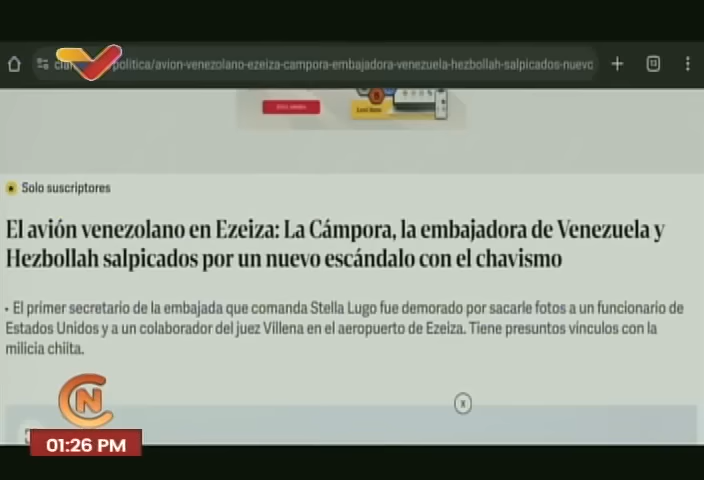 politica/avion-venezolano-ezeiza-campora-embajadora-venezuela-hezbollah-salpicados-nuevo
Solo suscriptores
El avión venezolano en Ezeiza: La Cámpora, la embajadora de Venezuela y
Hezbollah salpicados por un nuevo escándalo con el chavismo
• El primer secretario de la embajada que comanda Stella Lugo fue demorado por sacarle fotos a un funcionario de
Estados Unidos y a un colaborador del juez Villena en el aeropuerto de Ezeiza. Tiene presuntos vínculos con la
milicia chiita.
X
N
01:26 PM